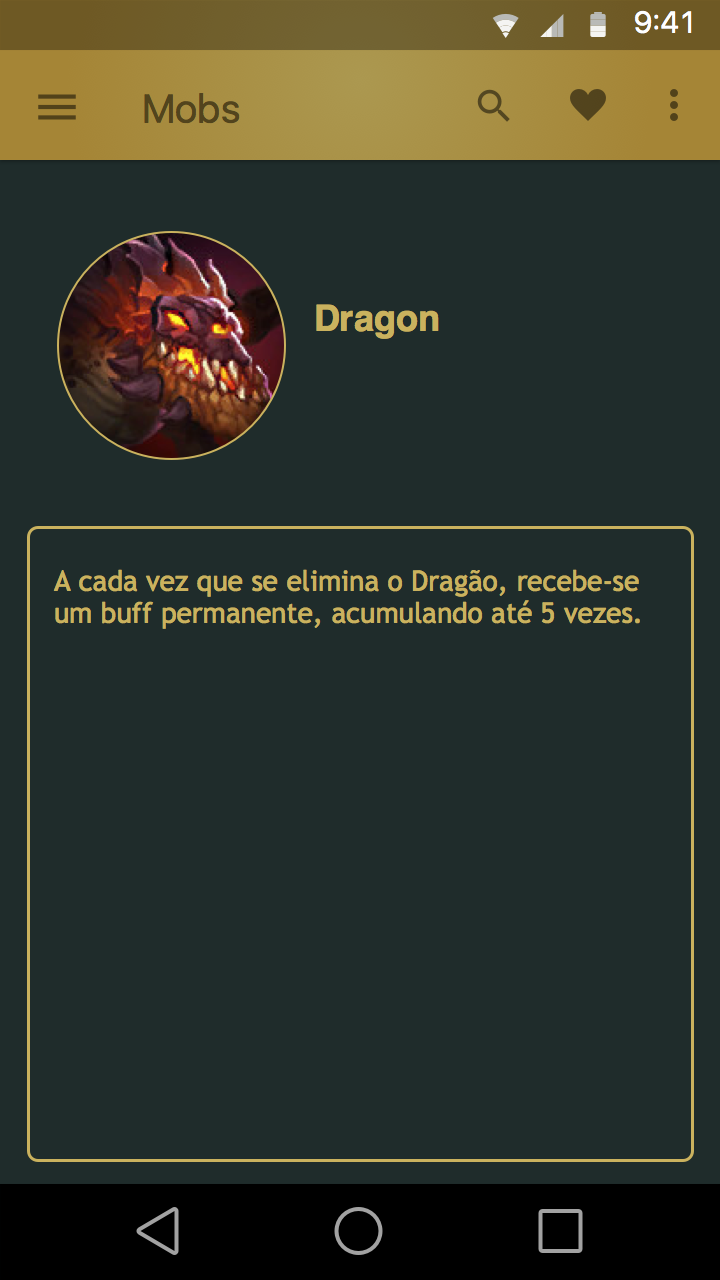 9:41
Mobs
Dragon
A cada vez que se elimina o Dragão, recebe-se
um buff permanente, acumulando até 5 vezes.